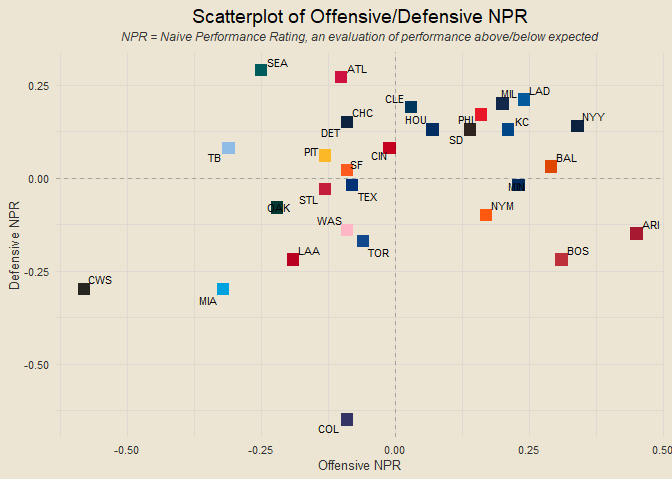 Scatterplot of Offensive/Defensive NPR
NPR = Naive Performance Rating, an evaluation of performance above/below expected
SEA
ATL
LAD
MIL
CLE
CHC
NYY
HOU
PHI
KC
DET
SD
PIT
CIN
TB
SF
BAL
MIN
TEX
STL
OAK
NYM
WAS
ARI
TOR
LAA
BOS
CWS
MIA
COL
0.25
0.00
-0.25
-0.50
Defensive NPR
-0.50
-0.25
0.00
0.25
0.50
Offensive NPR